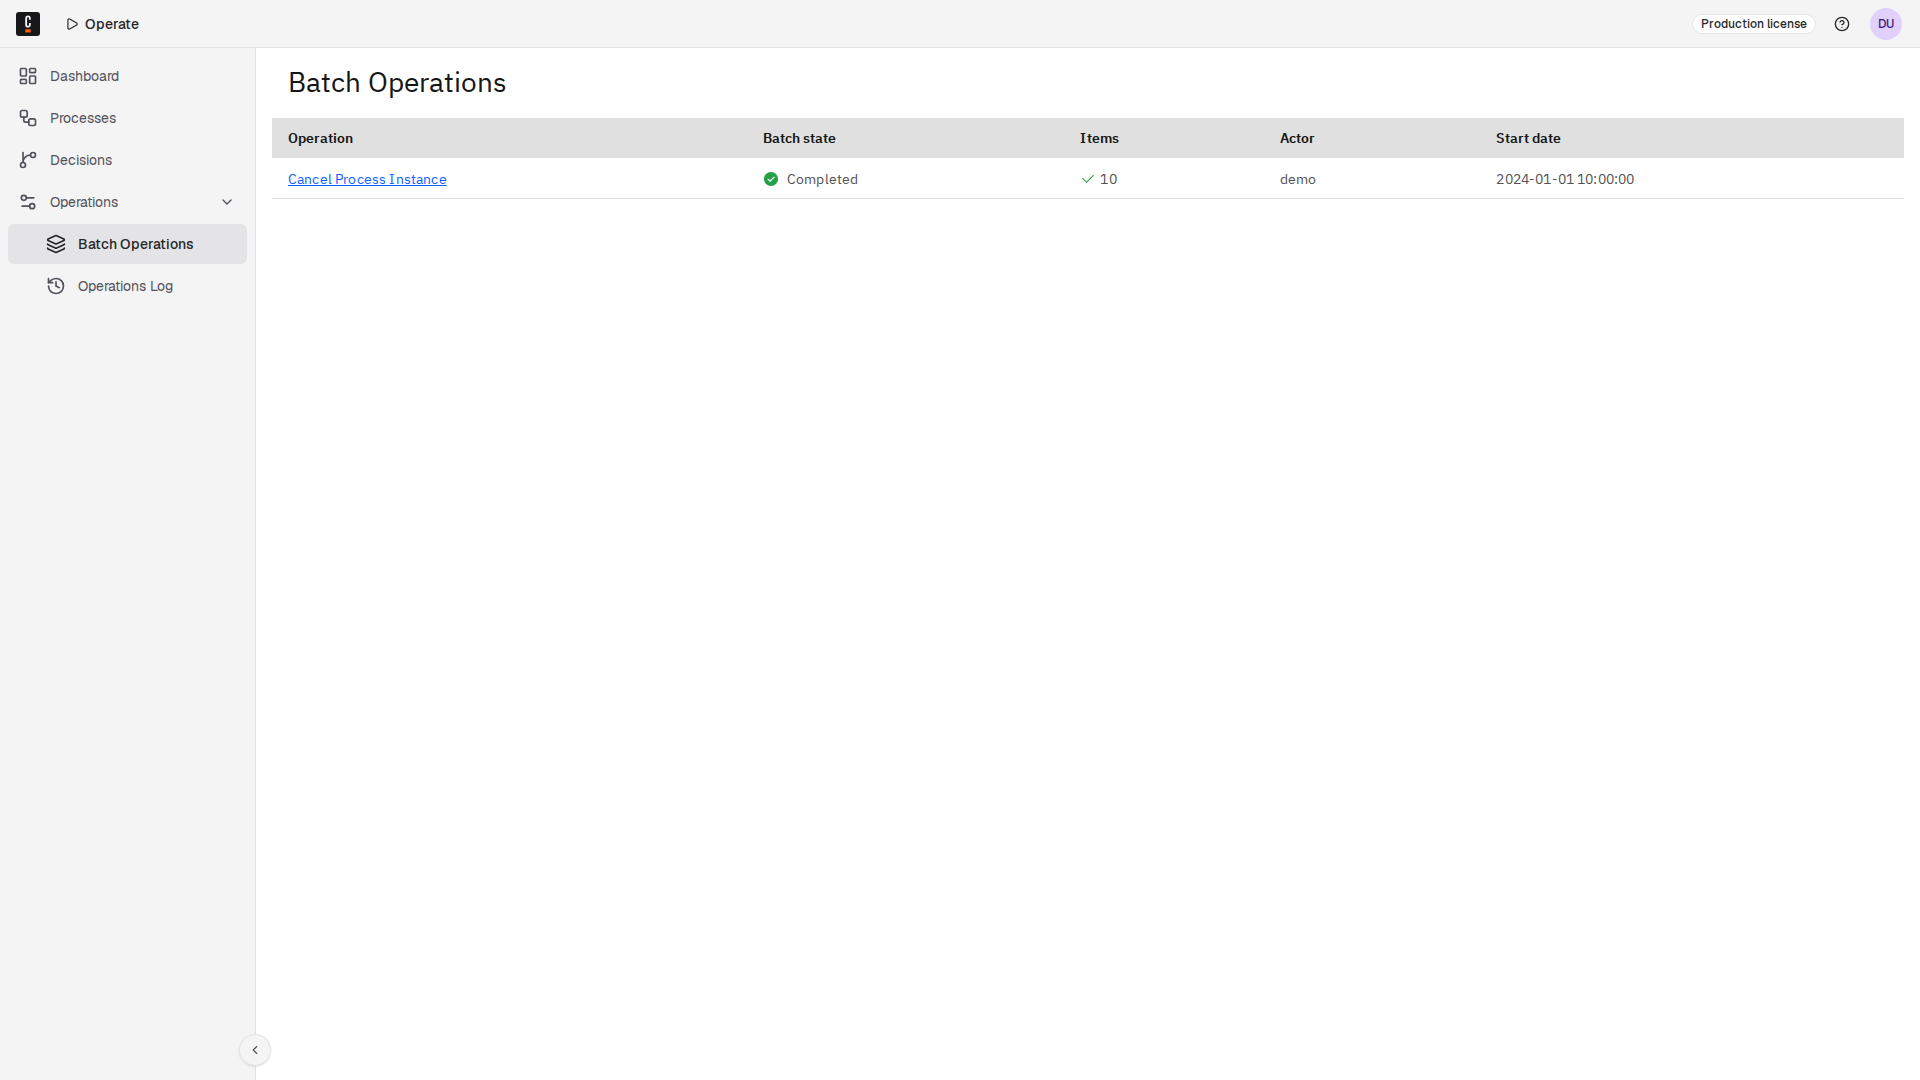 C Operate Production license DU
Dashboard
Processes
Decisions
Operations
Batch Operations
Operations Log
Batch Operations
Operation Batch state Items Actor Start date
Cancel Process Instance Completed 10 demo 2024-01-01 10:00:00